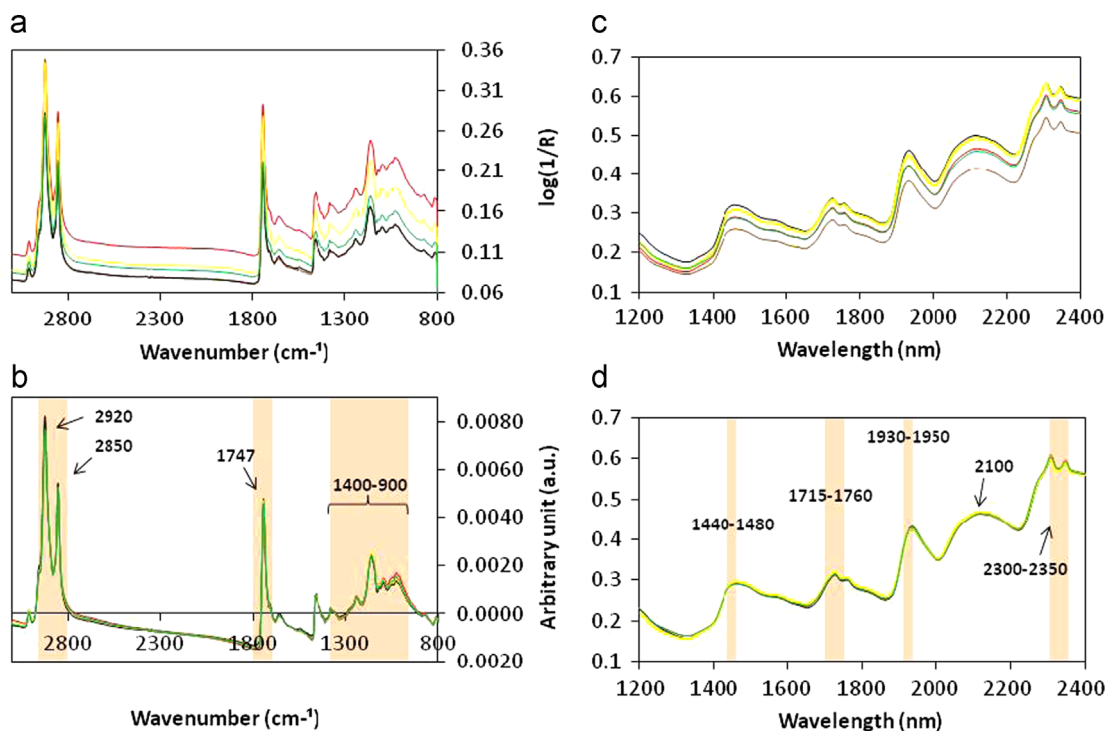 a
0.36
0.31
0.26
0.21
0.16
0.11
0.06
2800 2300 1800 1300 800
Wavenumber (cm-¹)
c
log(1/R)
0.7
0.6
0.5
0.4
0.3
0.2
0.1
1200 1400 1600 1800 2000 2200 2400
Wavelength (nm)
b
2920
2850
1747
1400-900
0.0080
0.0060
0.0040
0.0020
0.0000
0.0020
2800 2300 1800 1300 800
Arbitrary unit (a.u.)
Wavenumber (cm-¹)
d
0.7
0.6
0.5
0.4
0.3
0.2
0.1
1930-1950
2100
1715-1760
1440-1480
2300-2350
1200 1400 1600 1800 2000 2200 2400
Wavelength (nm)